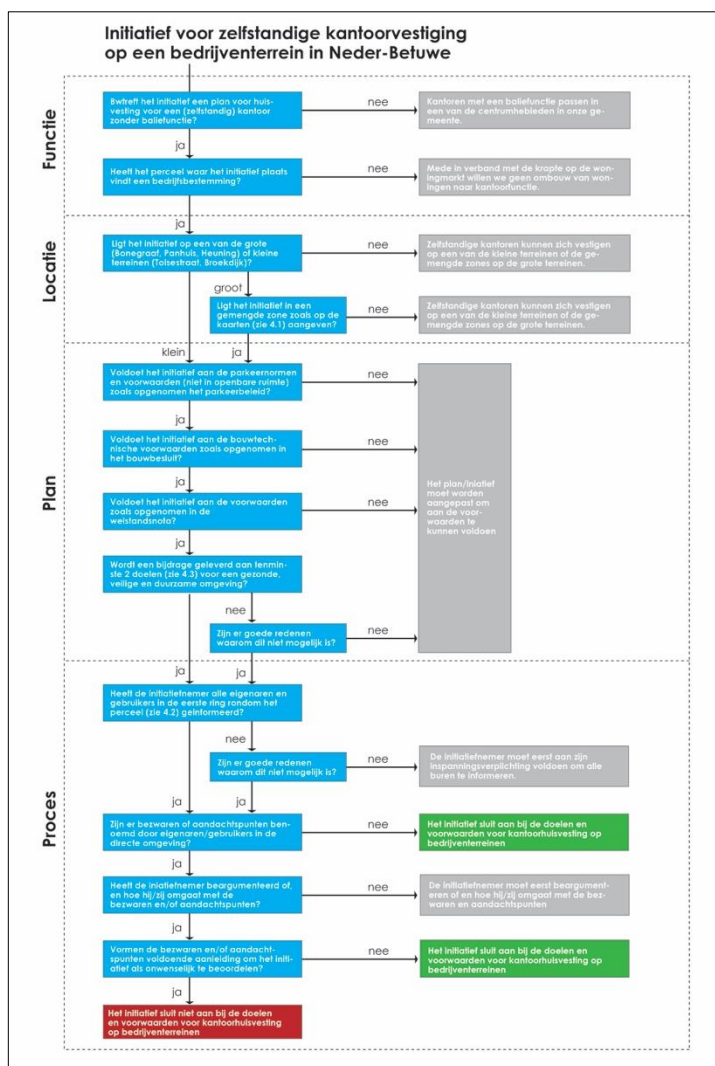 Initiatief voor zelfstandige kantoorvestiging
op een bedrijventerrein in Neder-Betuwe
Functie
Bwtreft het initiatief een plan voor huis-
vesting voor een (zelfstandig) kantoor
zonder baliefunctie?
nee
Kantoren met een baliefunctie passen in
een van de centrumhebieden in onze ge-
meente.
ja
Heeft het perceel waar het initiatief plaats
vindt een bedrijfsbestemming?
nee
Mede in verband met de krapte op de wo-
ningmarkt willen we geen ombouw van wo-
ningen naar kantoorfunctie.
ja
Locatie
Ligt het initiatief op een van de grote
(Bonegraaf, Panhuis, Heuning) of kleine
terreinen (Tolsestraat, Broekdijk)?
nee
Zelfstandige kantoren kunnen zich vestigen
op een van de kleine terreinen of de ge-
mengde zones op de grote terreinen.
groot
Ligt het initiatief in een
gemengde zone zoals op de
kaarten (zie 4.1) aangeven?
nee
Zelfstandige kantoren kunnen zich vestigen
op een van de kleine terreinen of de ge-
mengde zones op de grote terreinen.
klein
ja
Plan
Voldoet het initiatief aan de parkeernormen
en voorwaarden (niet in openbare ruimte)
zoals opgenomen het parkeerbeleid?
nee
ja
Voldoet het initiatief aan de bouwtech-
nische voorwaarden zoals opgenomen in
het bouwbesluit?
nee
ja
Voldoet het initiatief aan de voorwaarden
zoals opgenomen in de
welstandsnota?
nee
Het plan/iniatief
moet worden
aangepast om
aan de voor-
waarden te
kunnen voldoen
ja
Wordt een bijdrage geleverd aan tenmin-
ste 2 doelen (zie 4.3) voor een gezonde,
veilige en duurzame omgeving?
nee
Zijn er goede redenen
waarom dit niet mogelijk is?
nee
ja
ja
Proces
Heeft de initiatiefnemer alle eigenaren en
gebruikers in de eerste ring rondom het
perceel (zie 4.2) geïnformeerd?
nee
Zijn er goede redenen
waarom dit niet mogelijk is?
nee
De initiatiefnemer moet eerst aan zijn
inspanningsverplichting voldoen om alle
buren te informeren.
ja
ja
Zijn er bezwaren of aandachtspunten be-
noemd door eigenaren/gebruikers in de
directe omgeving?
nee
Het initiatief sluit aan bij de doelen en
voorwaarden voor kantoorhuisvesting op
bedrijventerreinen
ja
Heeft de iniatiefnemer beargumenteerd of,
en hoe hij/zij omgaat met de
bezwaren en/of aandachtspunten?
nee
De initiatiefnemer moet eerst beargument-
eren of en hoe hij/zij omgaat met de bez-
waren en aandachtspunten
ja
Vormen de bezwaren en/of aandacht-
spunten voldoende aanleiding om het initi-
atief als onwenselijk te beoordelen?
nee
Het initiatief sluit aan bij de doelen en
voorwaarden voor kantoorhuisvesting op
bedrijventerreinen
ja
Het initiatief sluit niet aan bij de doelen
en voorwaarden voor kantoorhuisvesting
op bedrijventerreinen